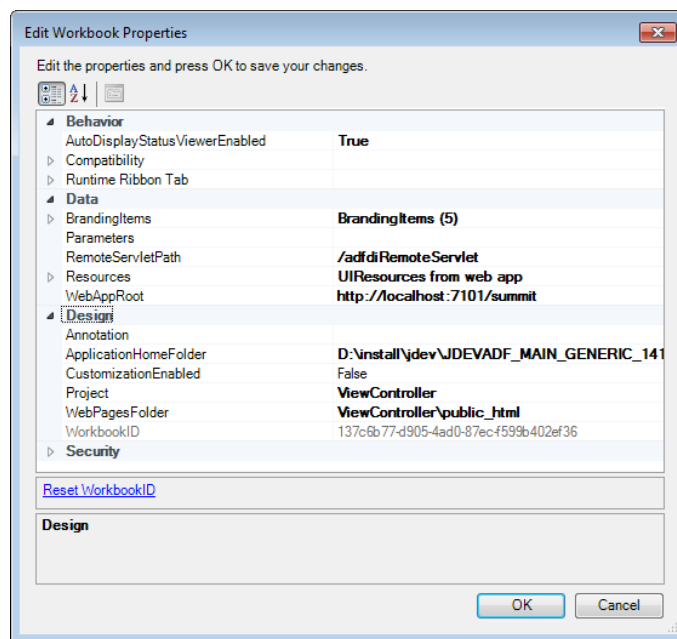 Edit Workbook Properties
Edit the properties and press OK to save your changes.
Behavior
AutoDisplayStatusViewerEnabled True
Compatibility
Runtime Ribbon Tab
Data
BrandingItems BrandingItems (5)
Parameters
RemoteServletPath /adfdiRemoteServlet
Resources UIResources from web app
WebAppRoot http://localhost:7101/summit
Design
Annotation
ApplicationHomeFolder D:\install\jdev\JDEVADF_MAIN_GENERIC_141
CustomizationEnabled False
Project ViewController
WebPagesFolder ViewController\public_html
WorkbookID 137c6b77-d905-4ad0-87ec-f599b402ef36
Security
Reset WorkbookID
Design
OK Cancel